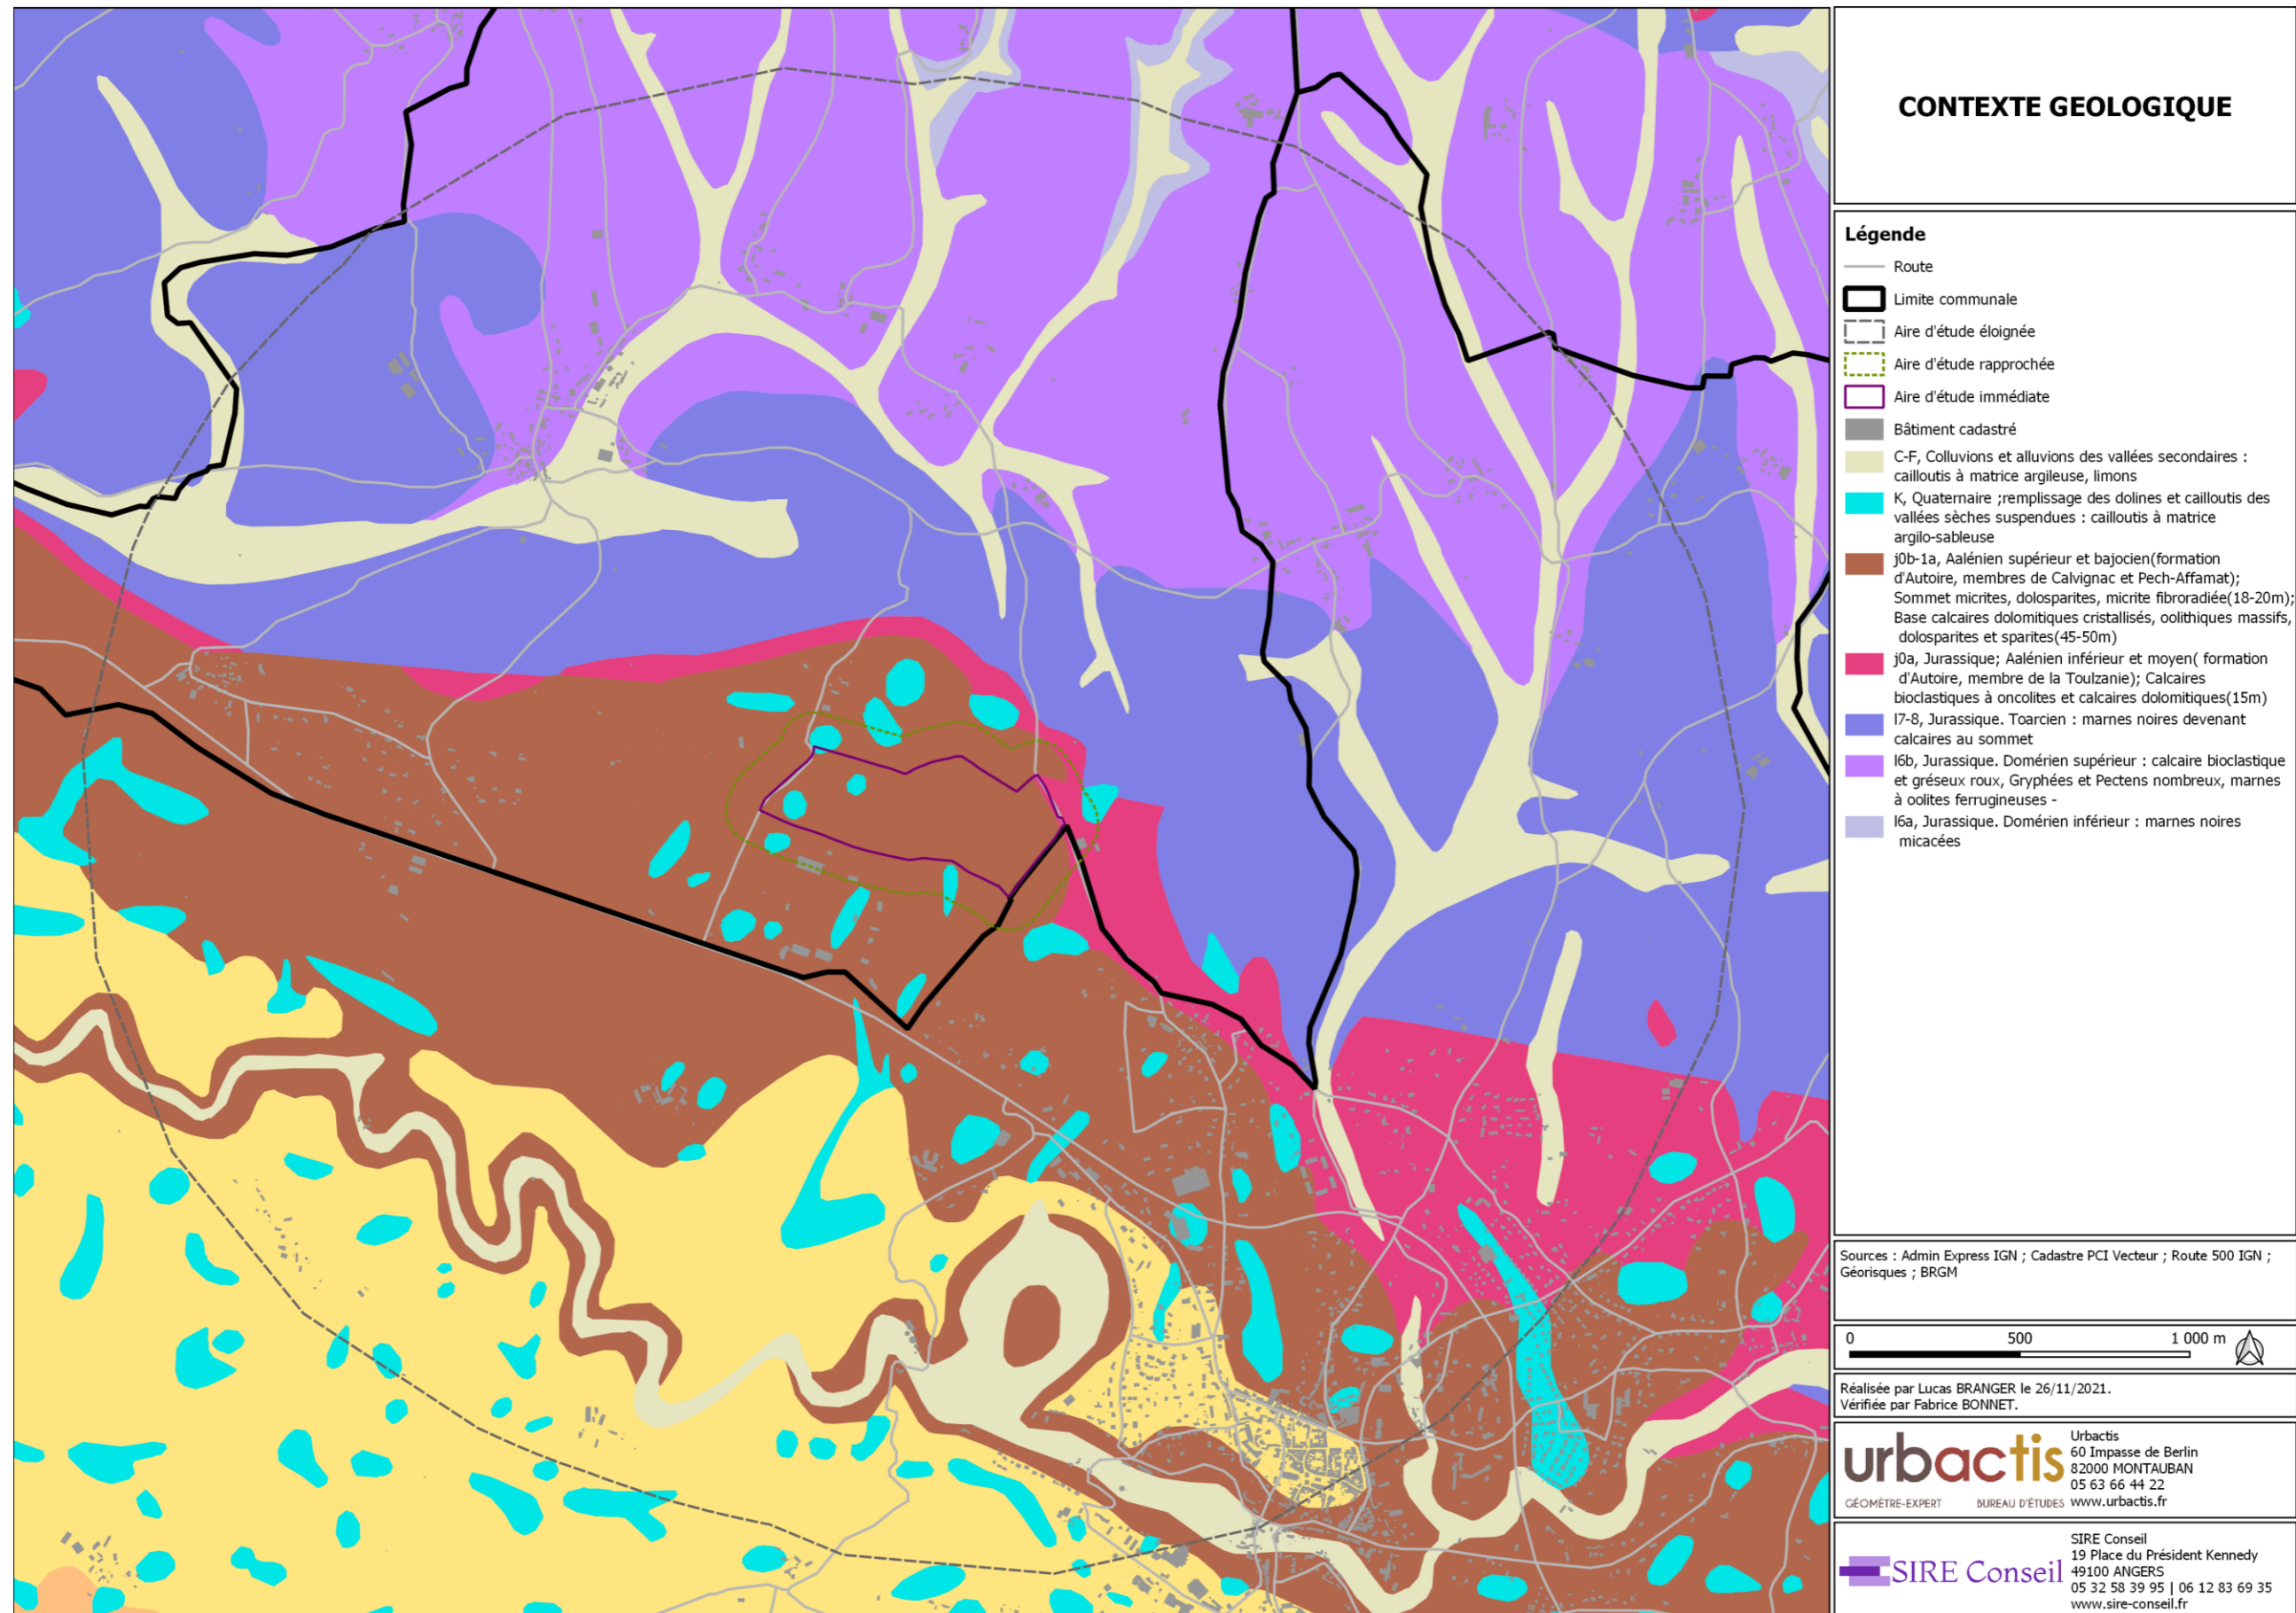 CONTEXTE GEOLOGIQUE
Légende
Route
Limite communale
Aire d'étude éloignée
Aire d'étude rapprochée
Aire d'étude immédiate
Bâtiment cadastré
C-F, Colluvions et alluvions des vallées secondaires :
cailloutis à matrice argileuse, limons
K, Quaternaire ;remplissage des dolines et cailloutis des
vallées sèches suspendues : cailloutis à matrice
argilo-sableuse
j0b-1a, Aalénien supérieur et bajocien(formation
d'Autoire, membres de Calvignac et Pech-Affamat);
Sommet micrites, dolosparites, micrite fibroradiée(18-20m);
Base calcaires dolomitiques cristallisés, oolithiques massifs,
dolosparites et sparites(45-50m)
j0a, Jurassique; Aalénien inférieur et moyen( formation
d'Autoire, membre de la Toulzanie); Calcaires
bioclastiques à oncolites et calcaires dolomitiques(15m)
l7-8, Jurassique. Toarcien : marnes noires devenant
calcaires au sommet
l6b, Jurassique. Domérien supérieur : calcaire bioclastique
et gréseux roux, Gryphées et Pectens nombreux, marnes
à oolites ferrugineuses -
l6a, Jurassique. Domérien inférieur : marnes noires
micacées
Sources : Admin Express IGN ; Cadastre PCI Vecteur ; Route 500 IGN ;
Géorisques ; BRGM
0 500 1 000 m
Réalisée par Lucas BRANGER le 26/11/2021.
Vérifiée par Fabrice BONNET.
urbactis
GÉOMÈTRE-EXPERT BUREAU D'ÉTUDES
Urbactis
60 Impasse de Berlin
82000 MONTAUBAN
05 63 66 44 22
www.urbactis.fr
SIRE Conseil
SIRE Conseil
19 Place du Président Kennedy
49100 ANGERS
05 32 58 39 95 | 06 12 83 69 35
www.sire-conseil.fr